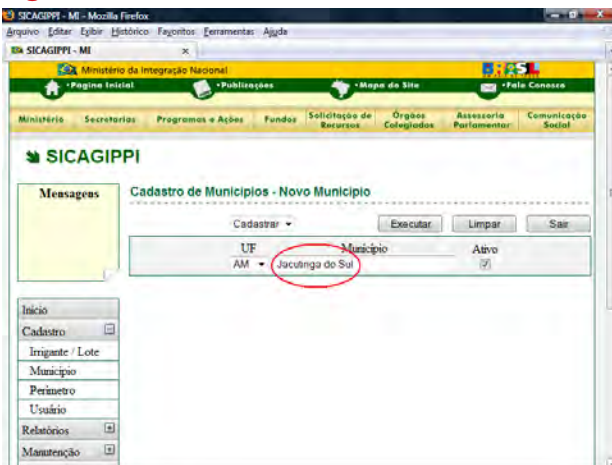 SICAGIPPI - MI - Mozilla Firefox
Arquivo Editar Exibir Histórico Favoritos Ferramentas Ajuda
SICAGIPPI - MI x
Ministério da Integração Nacional
•Pagina Inicial •Publicações •Mapa do Site •Fale Conosco
Ministério Secretarias Programas e Ações Fundos Solicitação de Recursos Órgãos Colegiados Assessoria Parlamentar Comunicação Social
SICAGIPPI
Mensagens
Cadastro de Municipios - Novo Municipio
Cadastrar Executar Limpar Sair
UF Município Ativo
AM Jacutinga do Sul
Início
Cadastro
Irrigante / Lote
Município
Perímetro
Usuário
Relatórios
Manutenção